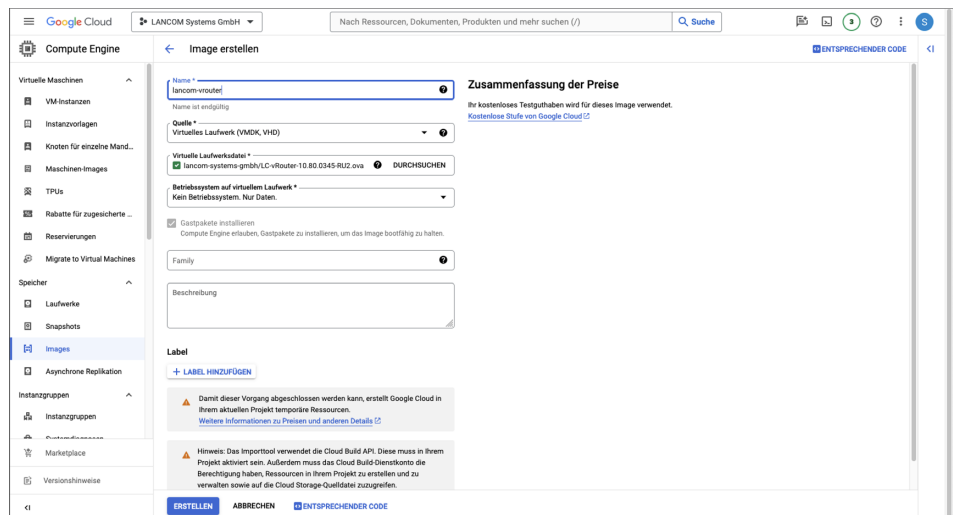 Google Cloud
LANCOM Systems GmbH
Nach Ressourcen, Dokumenten, Produkten und mehr suchen (/)
Suche
3
S
Compute Engine
Image erstellen
ENTSPRECHENDER CODE
Virtuelle Maschinen
VM-Instanzen
Instanzvorlagen
Knoten für einzelne Mand...
Maschinen-Images
TPUs
Rabatte für zugesicherte ...
Reservierungen
Migrate to Virtual Machines
Speicher
Laufwerke
Snapshots
Images
Asynchrone Replikation
Instanzgruppen
Instanzgruppen
Systemdiagnosen
Marketplace
Versionshinweise
Name *
lancom-vrouter
Name ist endgültig
Quelle *
Virtuelles Laufwerk (VMDK, VHD)
Virtuelle Laufwerksdatei *
lancom-systems-gmbh/LC-vRouter-10.80.0345-RU2.ova
DURCHSUCHEN
Betriebssystem auf virtuellem Laufwerk *
Kein Betriebssystem. Nur Daten.
Gastpakete installieren
Compute Engine erlauben, Gastpakete zu installieren, um das Image bootfähig zu halten.
Family
Beschreibung
Label
+ LABEL HINZUFÜGEN
Damit dieser Vorgang abgeschlossen werden kann, erstellt Google Cloud in
Ihrem aktuellen Projekt temporäre Ressourcen.
Weitere Informationen zu Preisen und anderen Details
Hinweis: Das Importtool verwendet die Cloud Build API. Diese muss in Ihrem
Projekt aktiviert sein. Außerdem muss das Cloud Build-Dienstkonto die
Berechtigung haben, Ressourcen in Ihrem Projekt zu erstellen und zu
verwalten sowie auf die Cloud Storage-Quelldatei zuzugreifen.
ERSTELLEN
ABBRECHEN
ENTSPRECHENDER CODE
Zusammenfassung der Preise
Ihr kostenloses Testguthaben wird für dieses Image verwendet.
Kostenlose Stufe von Google Cloud